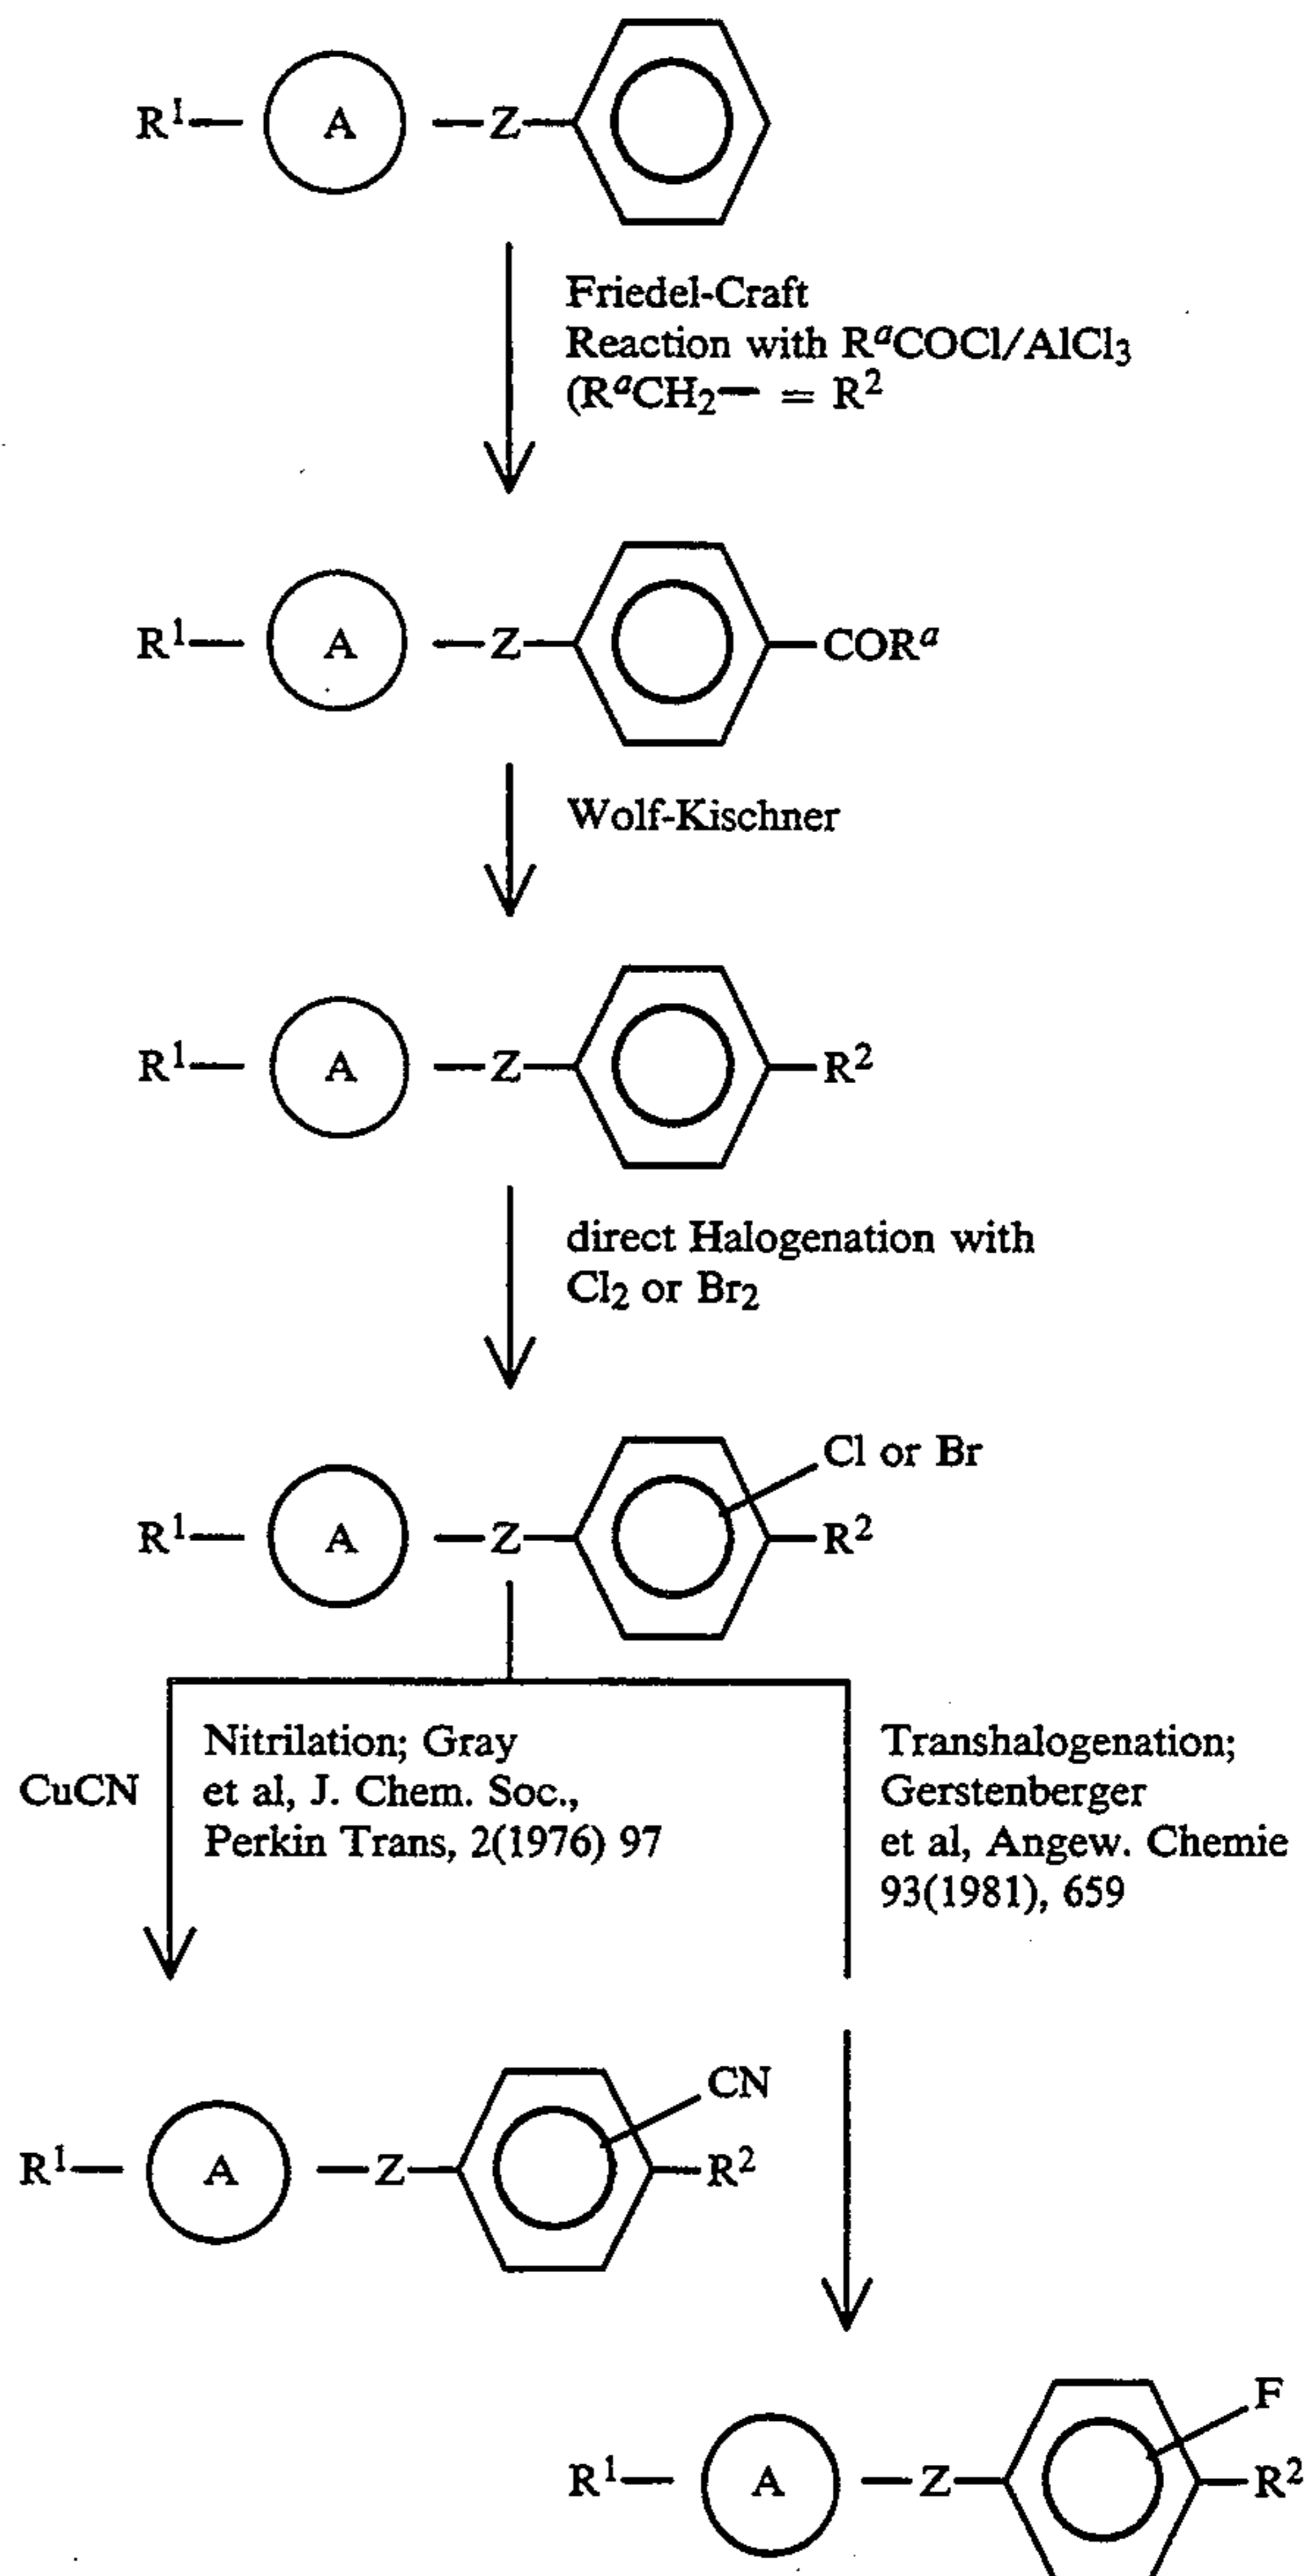 R¹— A —Z—
Friedel-Craft
Reaction with RᵃCOCl/AlCl₃
(RᵃCH₂— = R²
R¹— A —Z— —CORᵃ
Wolf-Kischner
R¹— A —Z— —R²
direct Halogenation with
Cl₂ or Br₂
Cl or Br
R¹— A —Z— —R²
CuCN
Nitrilation; Gray
et al, J. Chem. Soc.,
Perkin Trans, 2(1976) 97
Transhalogenation;
Gerstenberger
et al, Angew. Chemie
93(1981), 659
CN
R¹— A —Z— —R²
F
R¹— A —Z— —R²